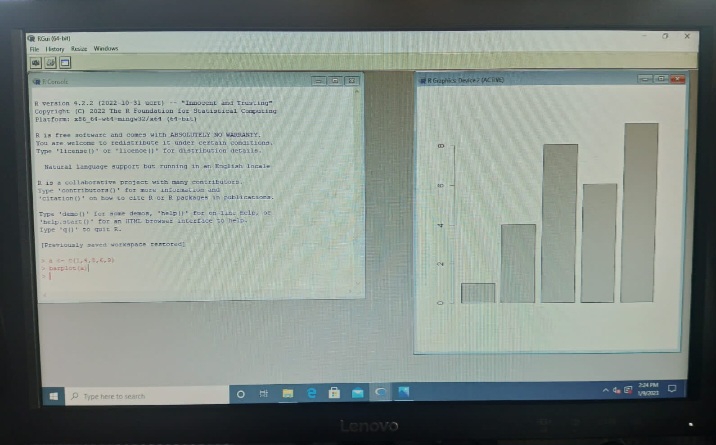 RGui (64-bit)
File History Resize Windows
R Console
R version 4.2.2 (2022-10-31 ucrt) -- "Innocent and Trusting"
Copyright (C) 2022 The R Foundation for Statistical Computing
Platform: x86_64-w64-mingw32/x64 (64-bit)
R is free software and comes with ABSOLUTELY NO WARRANTY.
You are welcome to redistribute it under certain conditions.
Type 'license()' or 'licence()' for distribution details.
Natural language support but running in an English locale
R is a collaborative project with many contributors.
Type 'contributors()' for more information and
'citation()' on how to cite R or R packages in publications.
Type 'demo()' for some demos, 'help()' for on-line help, or
'help.start()' for an HTML browser interface to help.
Type 'q()' to quit R.
[Previously saved workspace restored]
> barplot(x)
>
R Graphics: Device 2 (ACTIVE)
8
6
4
2
0
Type here to search
2:04 PM
1/9/2023
Lenovo